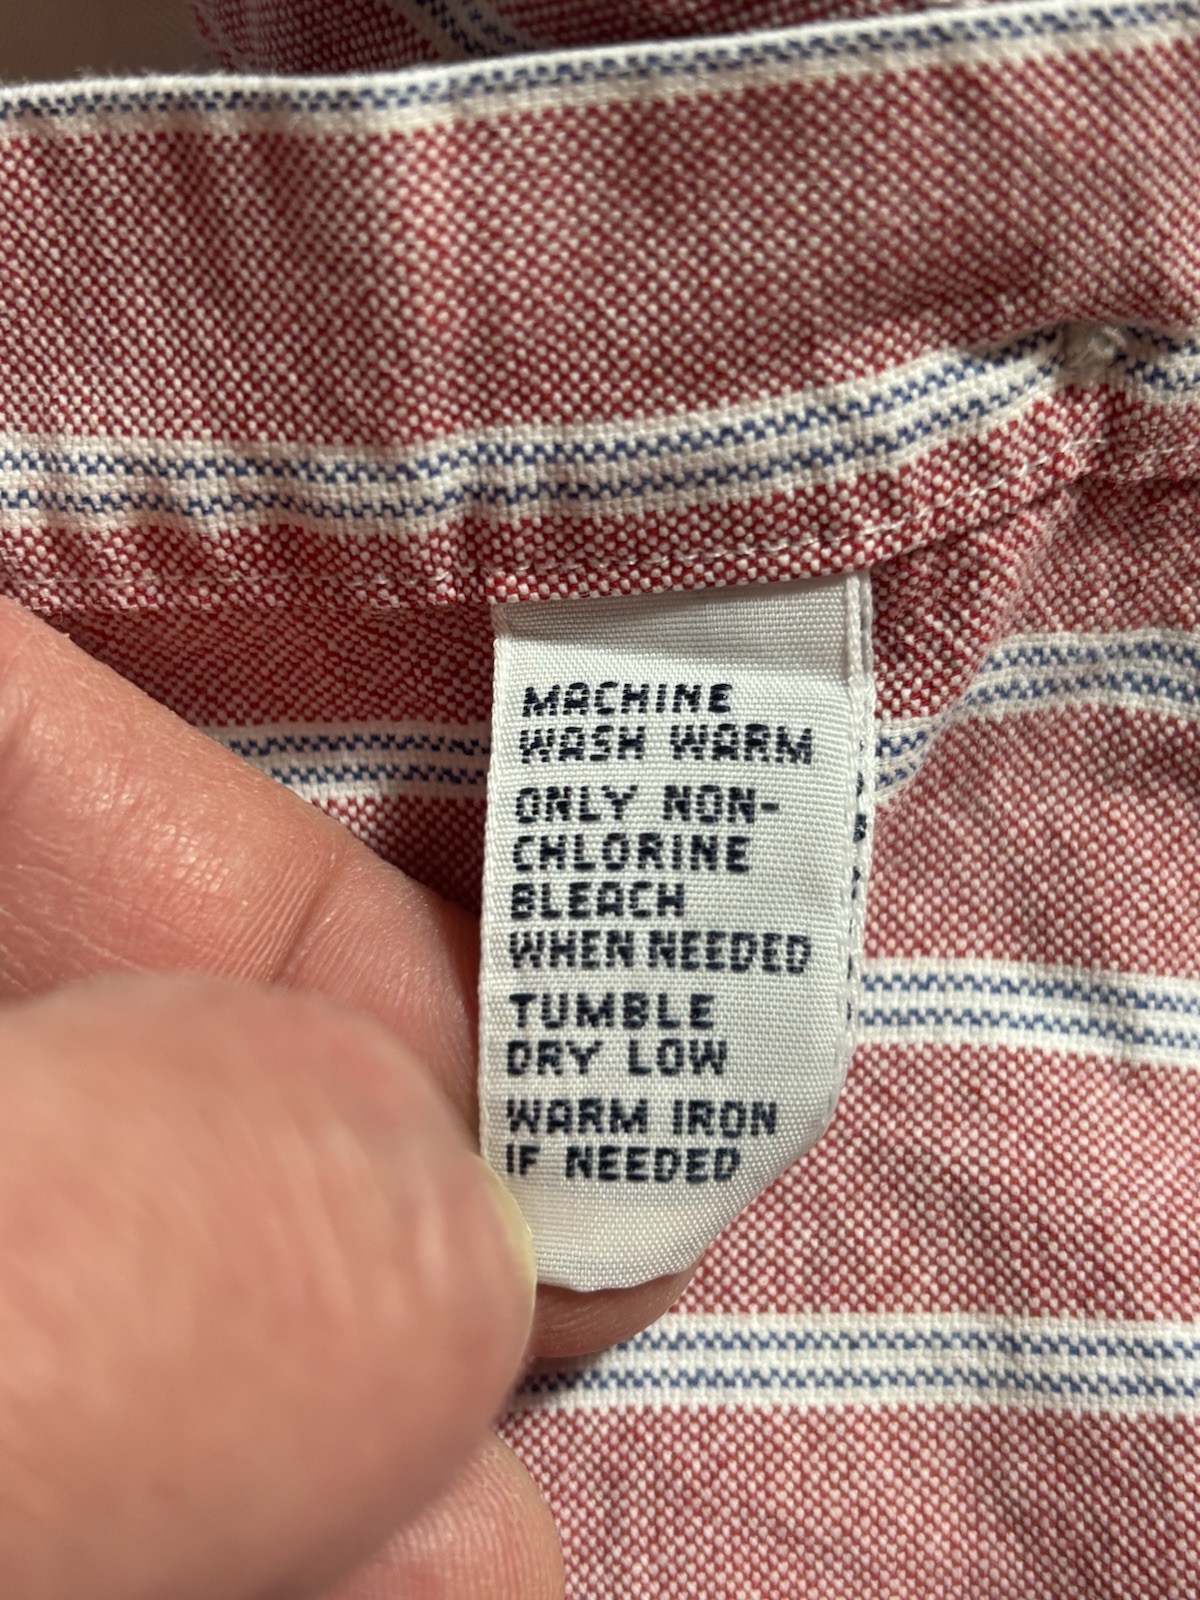 MACHINE
WASH WARM
ONLY NON-
CHLORINE
BLEACH
WHEN NEEDED
TUMBLE
DRY LOW
WARM IRON
IF NEEDED